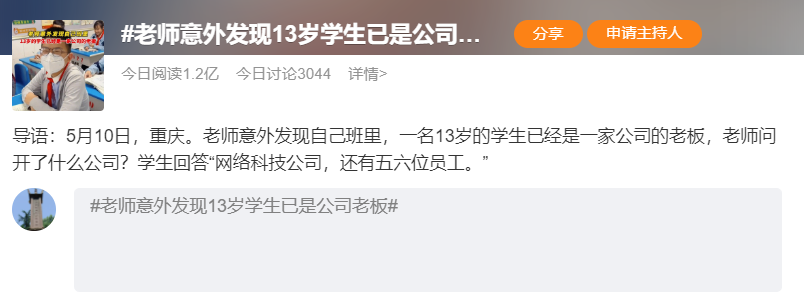 #老师意外发现13岁学生已是公司...
分享
申请主持人
今日阅读1.2亿 今日讨论3044 详情>
导语：5月10日，重庆。老师意外发现自己班里，一名13岁的学生已经是一家公司的老板，老师问
开了什么公司？学生回答“网络科技公司，还有五六位员工。”
#老师意外发现13岁学生已是公司老板#